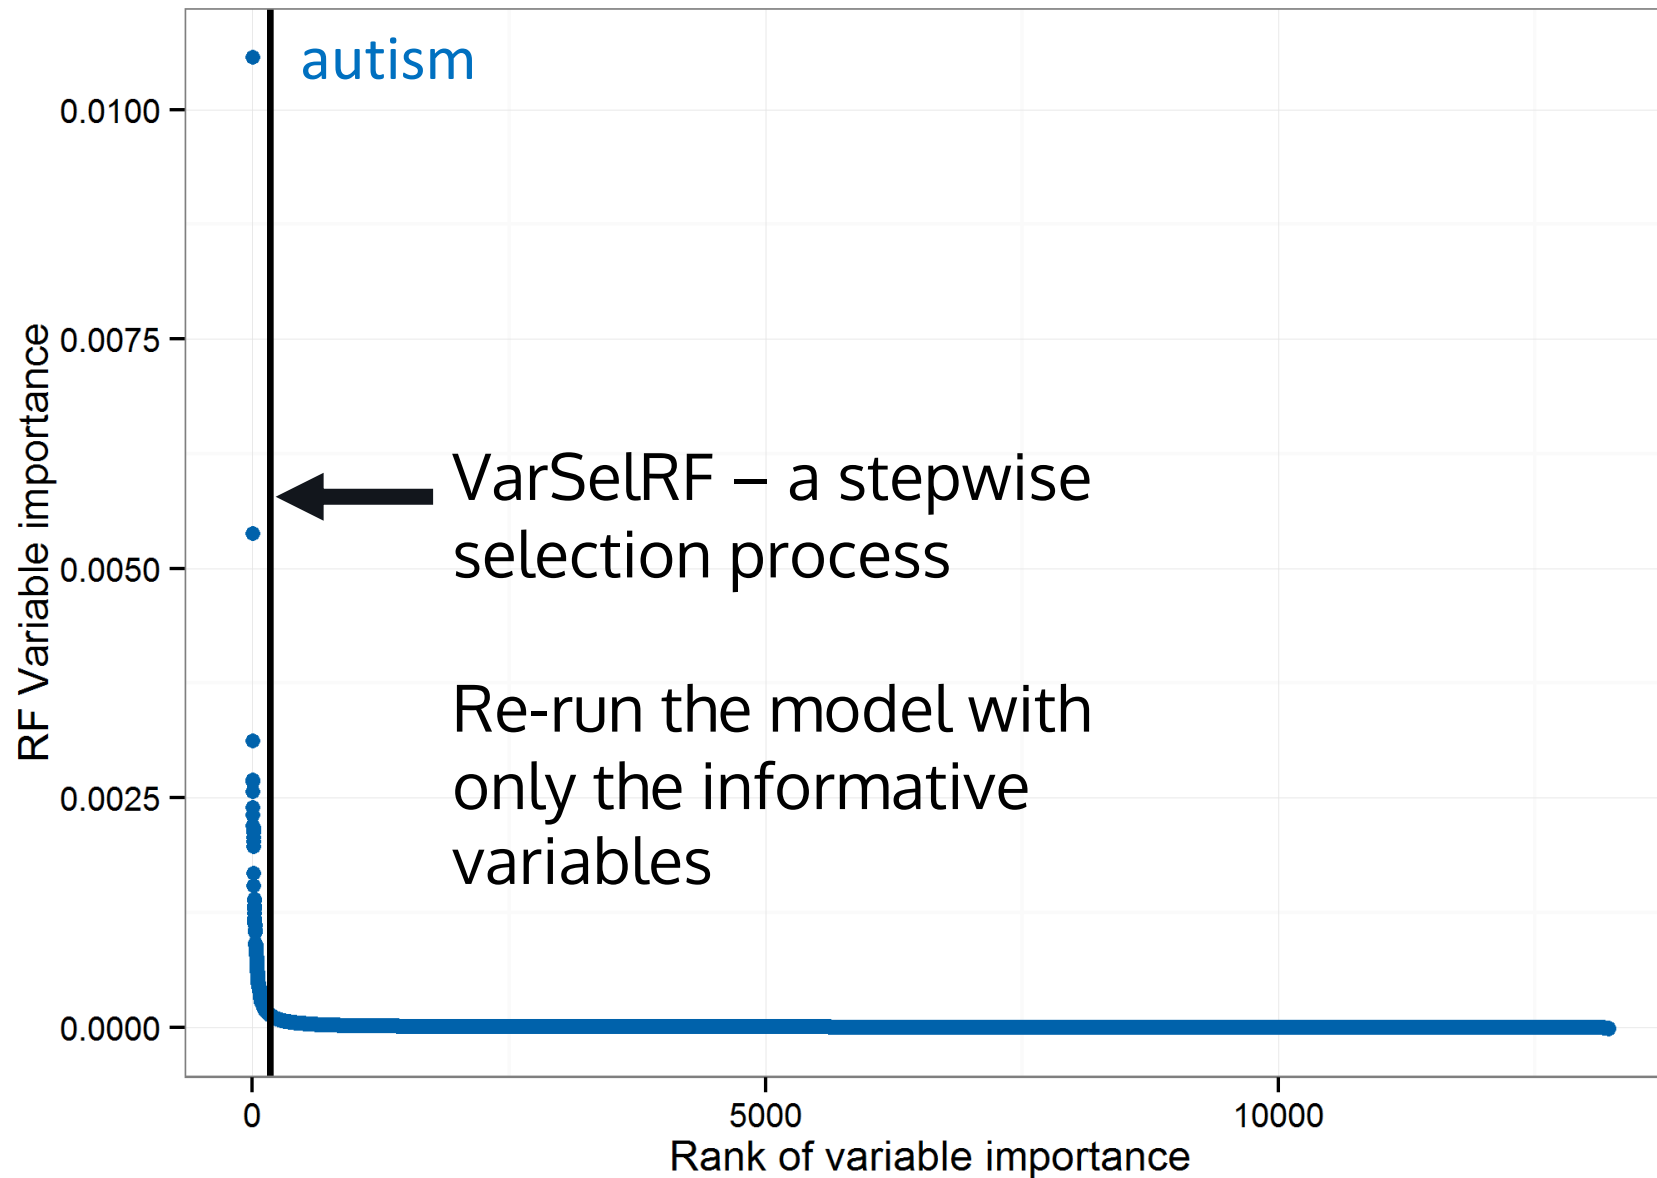 autism
0.0100
0.0075
0.0050
0.0025
0.0000
RF Variable importance
VarSelRF – a stepwise
selection process
Re-run the model with
only the informative
variables
0
5000
10000
Rank of variable importance